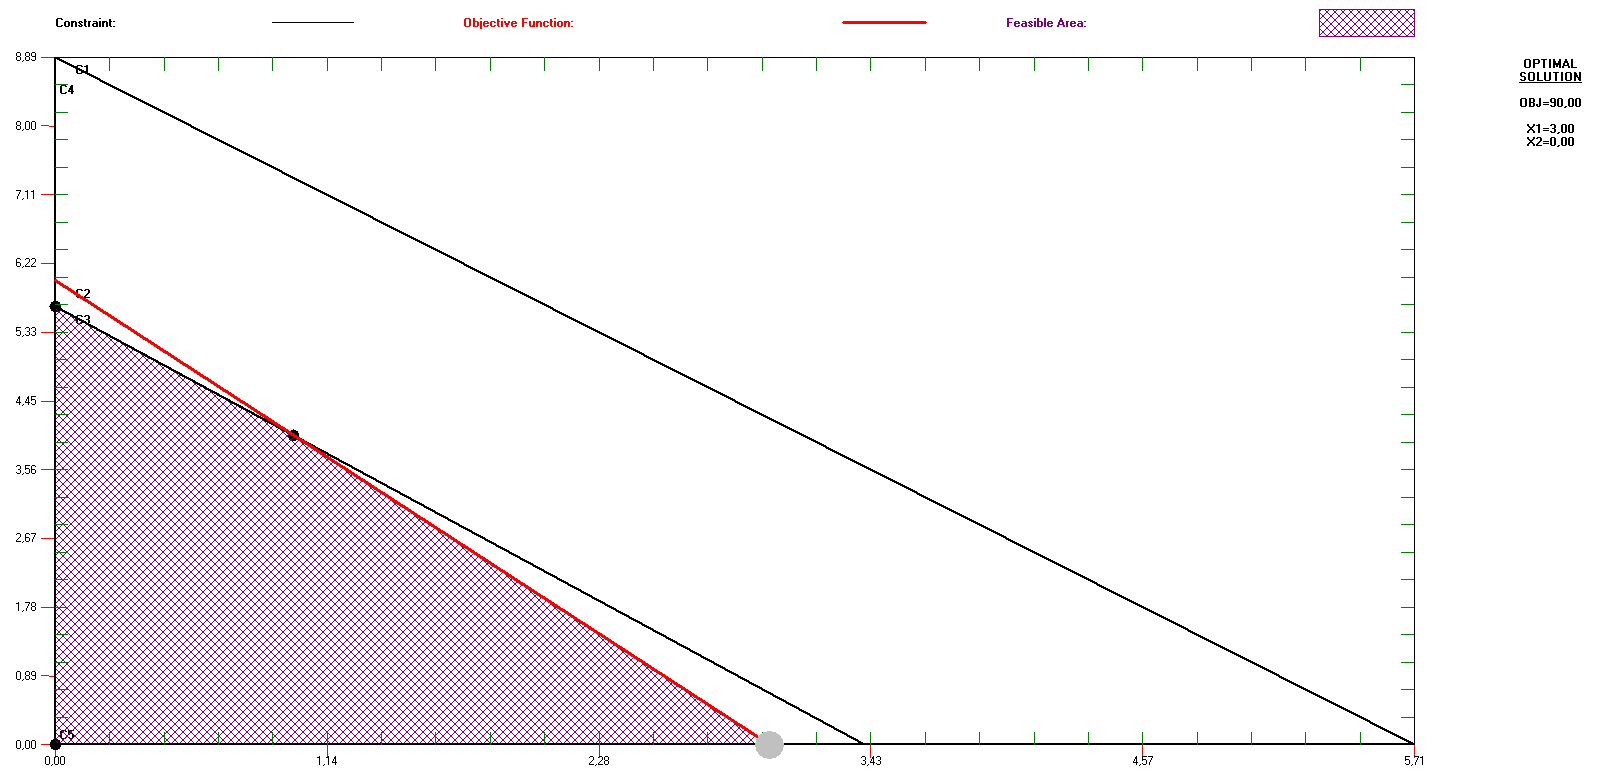 Constraint: Objective Function: Feasible Area:
8,89
C1
C4
8,00
7,11
6,22
C2
C3
5,33
4,45
3,56
2,67
1,78
0,89
C5
0,00
0,00 1,14 2,28 3,43 4,57 5,71
OPTIMAL
SOLUTION
OBJ=90,00
X1=3,00
X2=0,00